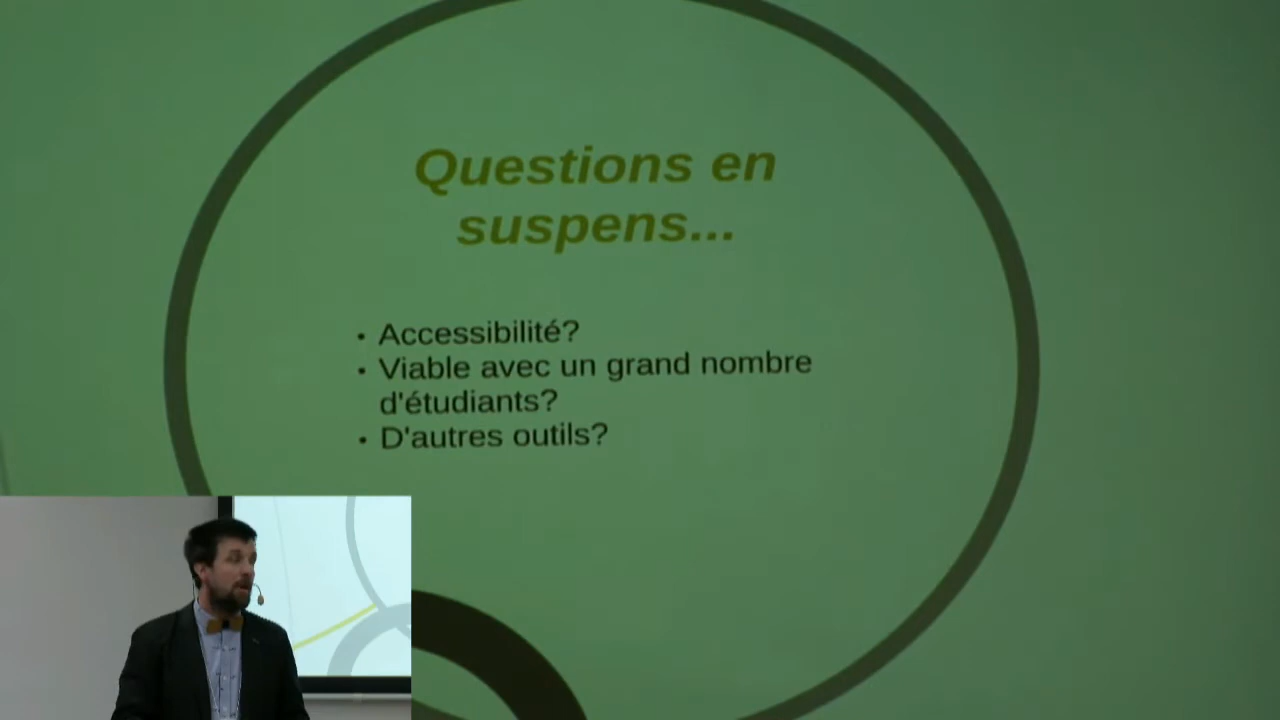 Questions en
suspens...
• Accessibilité?
• Viable avec un grand nombre
d'étudiants?
• D'autres outils?